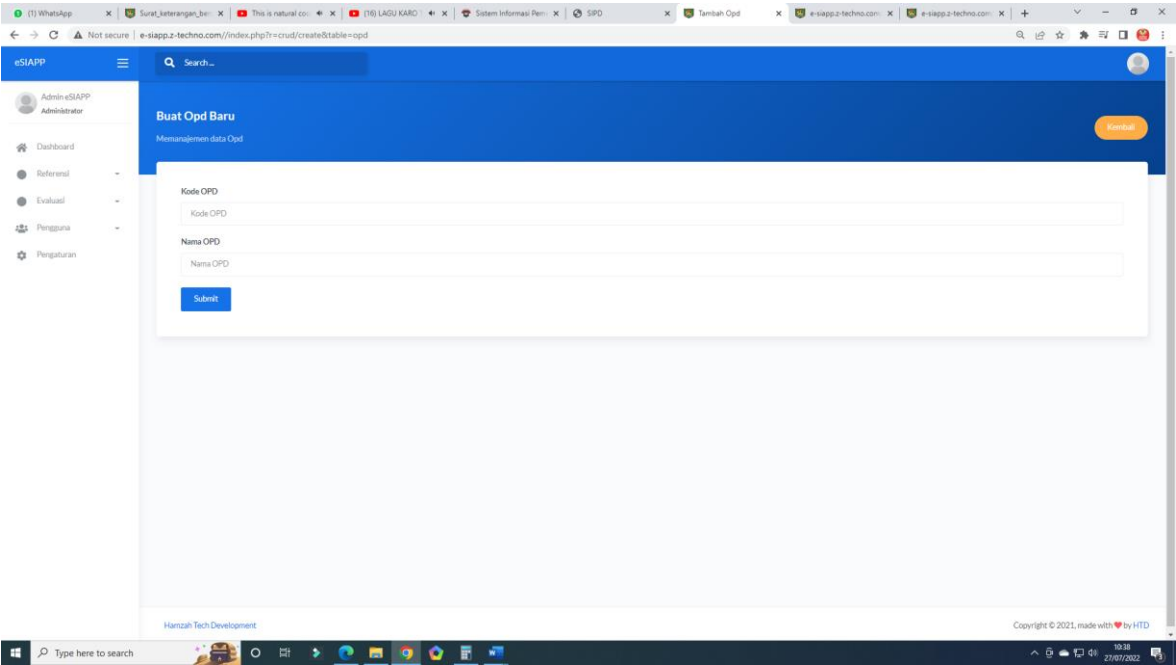 (1) WhatsApp
Surat_keterangan_be
This is natural co
(16) LAGU KARO
Sistem Informasi Pem
SIPD
Tambah Opd
e-siapp.z-techno.com
e-siapp.z-techno.com
Not secure | e-siapp.z-techno.com//index.php?r=crud/create&table=opd
eSIAPP
Search...
Admin eSIAPP
Administrator
Buat Opd Baru
Memanajemen data Opd
Kembali
Dashboard
Referensi
Evaluasi
Pengguna
Pengaturan
Kode OPD
Kode OPD
Nama OPD
Nama OPD
Submit
Hamzah Tech Development
Copyright © 2021, made with ❤ by HTD
Type here to search
10:38
27/07/2022